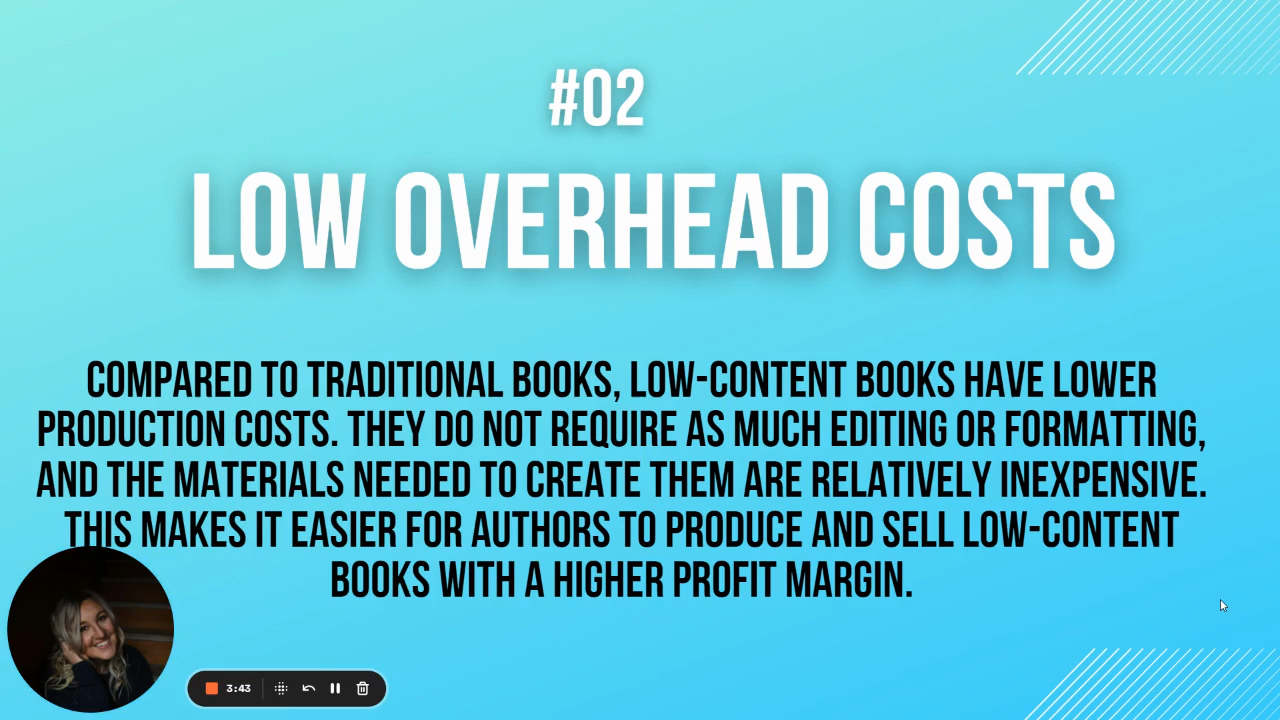 #02
LOW OVERHEAD COSTS
COMPARED TO TRADITIONAL BOOKS, LOW-CONTENT BOOKS HAVE LOWER
PRODUCTION COSTS. THEY DO NOT REQUIRE AS MUCH EDITING OR FORMATTING,
AND THE MATERIALS NEEDED TO CREATE THEM ARE RELATIVELY INEXPENSIVE.
THIS MAKES IT EASIER FOR AUTHORS TO PRODUCE AND SELL LOW-CONTENT
BOOKS WITH A HIGHER PROFIT MARGIN.
3:43